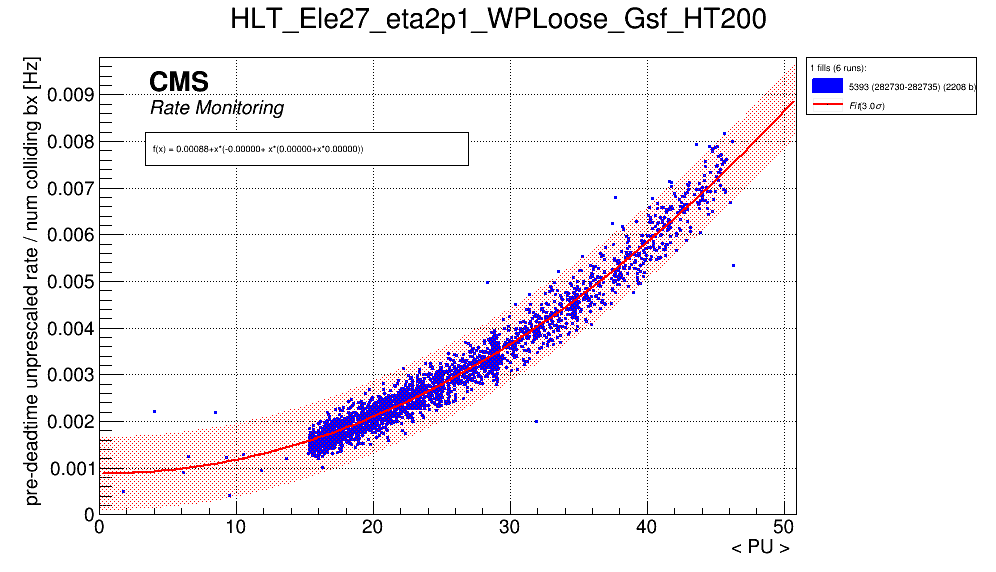 HLT_Ele27_eta2p1_WPLoose_Gsf_HT200
pre-deadtime unprescaled rate / num colliding bx [Hz]
CMS
Rate Monitoring
f(x) = 0.00088+x*(-0.00000+ x*(0.00000+x*0.00000))
0.009
0.008
0.007
0.006
0.005
0.004
0.003
0.002
0.001
0
0 10 20 30 40 50
< PU >
1 fills (6 runs):
5393 (282730-282735) (2208 b)
Fit(3.0σ)